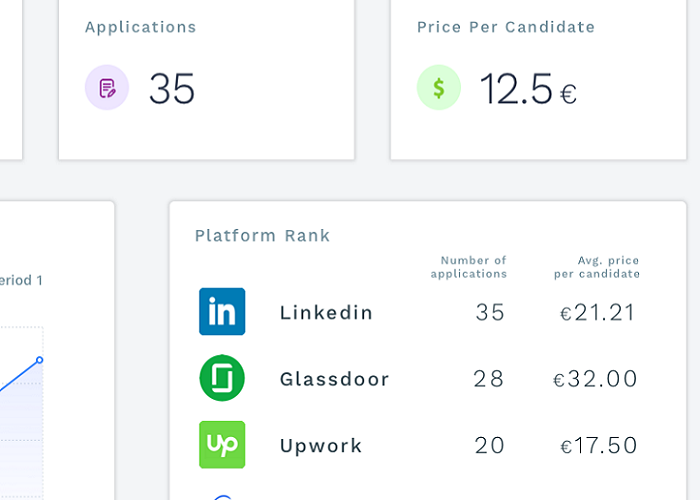 Applications
Price Per Candidate
$
35
12.5 €
Platform Rank
Number of
applications
Avg. price
per candidate
eriod 1
in
Linkedin
35
€21.21
Glassdoor
28
€32.00
Up
Upwork
20
€17.50